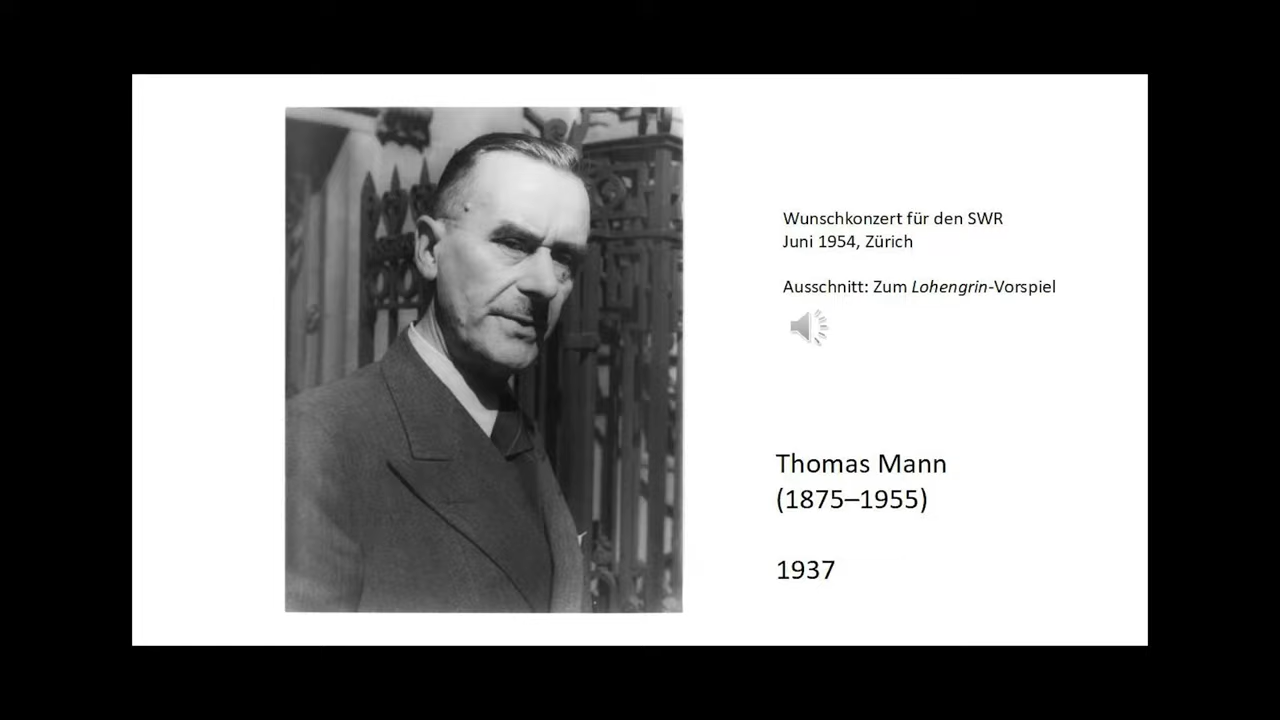 Wunschkonzert für den SWR
Juni 1954, Zürich
Ausschnitt: Zum Lohengrin-Vorspiel
Thomas Mann
(1875–1955)
1937